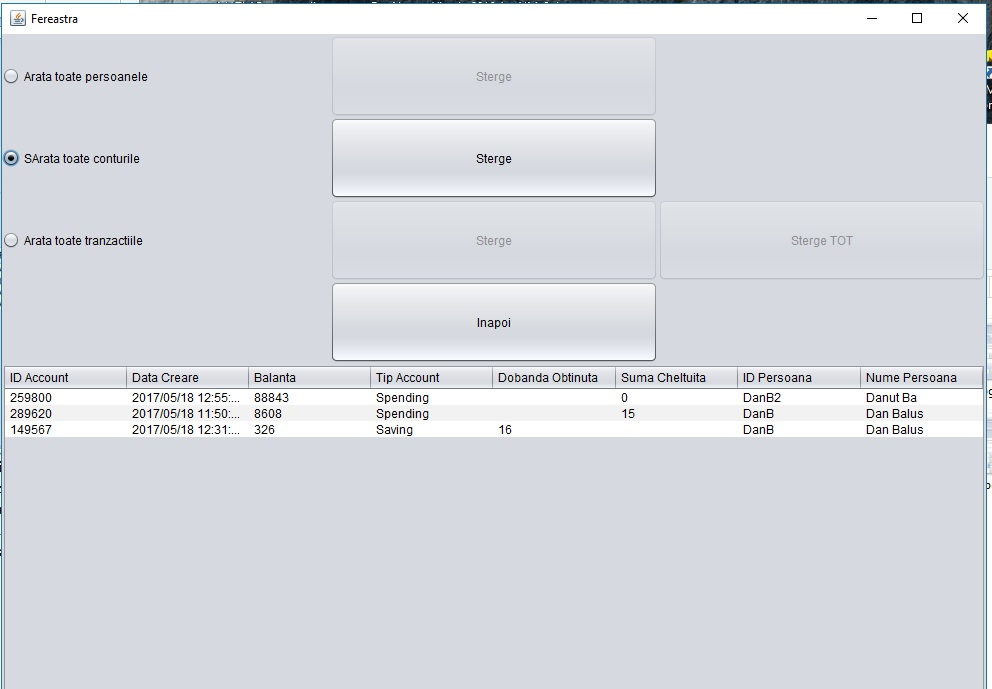 Fereastra
Arata toate persoanele Sterge
SArata toate conturile Sterge
Arata toate tranzactiile Sterge Sterge TOT
Inapoi
ID Account Data Creare Balanta Tip Account Dobanda Obtinuta Suma Cheltuita ID Persoana Nume Persoana
259800 2017/05/18 12:55:... 88843 Spending 0 DanB2 Danut Ba
289620 2017/05/18 11:50:... 8608 Spending 15 DanB Dan Balus
149567 2017/05/18 12:31:... 326 Saving 16 DanB Dan Balus